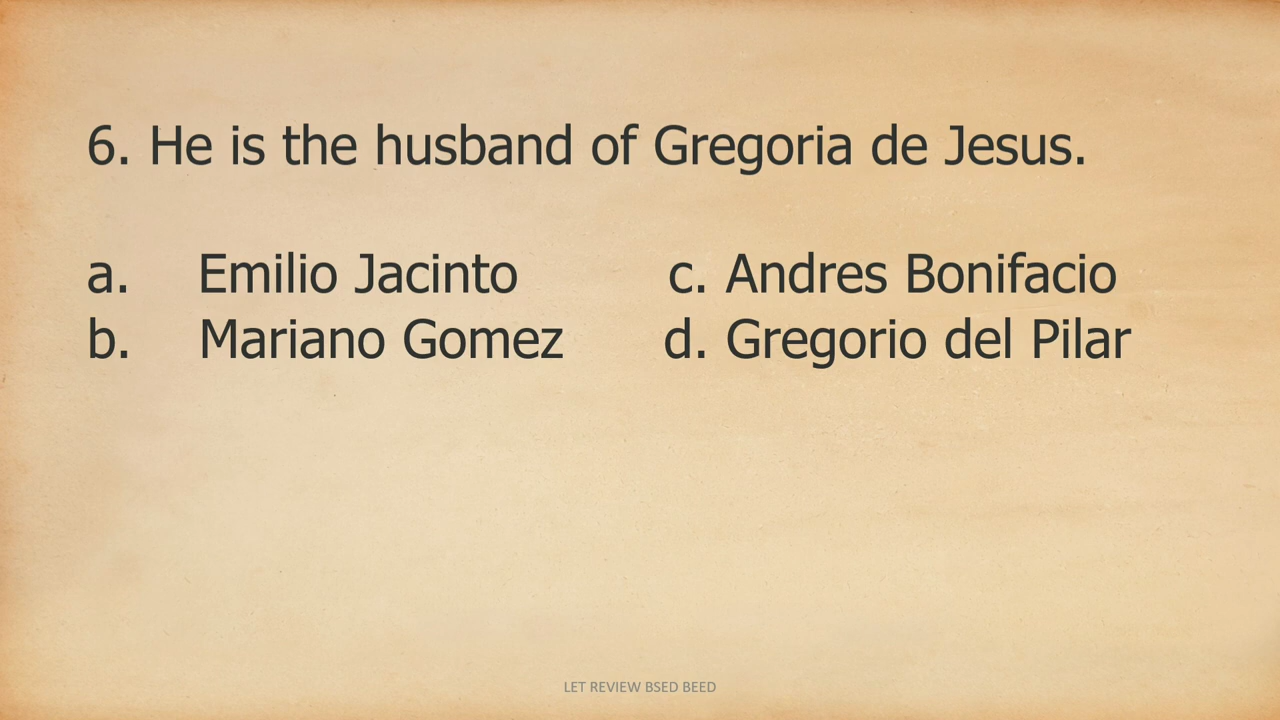 6. He is the husband of Gregoria de Jesus.
a. Emilio Jacinto c. Andres Bonifacio
b. Mariano Gomez d. Gregorio del Pilar
LET REVIEW BSED BEED